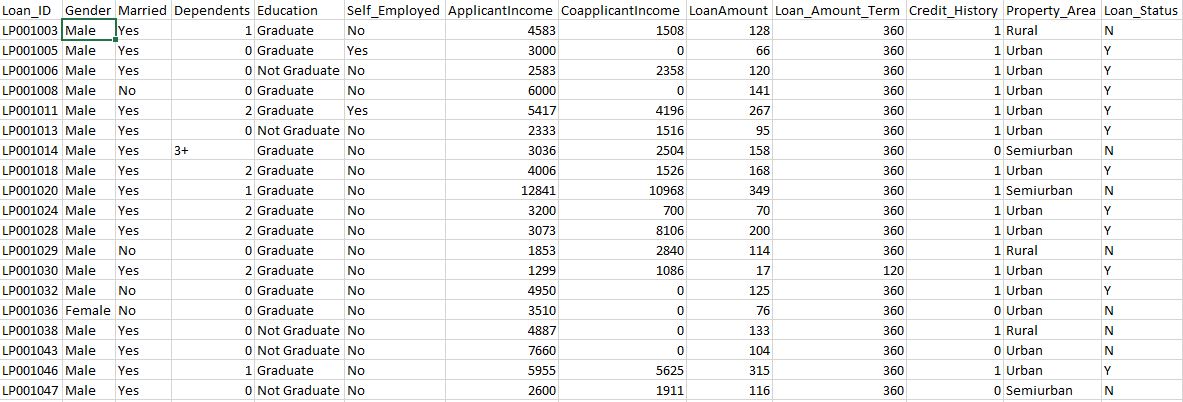 Loan_ID Gender Married Dependents Education Self_Employed ApplicantIncome CoapplicantIncome LoanAmount Loan_Amount_Term Credit_History Property_Area Loan_Status
LP001003 Male Yes 1 Graduate No 4583 1508 128 360 1 Rural N
LP001005 Male Yes 0 Graduate Yes 3000 0 66 360 1 Urban Y
LP001006 Male Yes 0 Not Graduate No 2583 2358 120 360 1 Urban Y
LP001008 Male No 0 Graduate No 6000 0 141 360 1 Urban Y
LP001011 Male Yes 2 Graduate Yes 5417 4196 267 360 1 Urban Y
LP001013 Male Yes 0 Not Graduate No 2333 1516 95 360 1 Urban Y
LP001014 Male Yes 3+ Graduate No 3036 2504 158 360 0 Semiurban N
LP001018 Male Yes 2 Graduate No 4006 1526 168 360 1 Urban Y
LP001020 Male Yes 1 Graduate No 12841 10968 349 360 1 Semiurban N
LP001024 Male Yes 2 Graduate No 3200 700 70 360 1 Urban Y
LP001028 Male Yes 2 Graduate No 3073 8106 200 360 1 Urban Y
LP001029 Male No 0 Graduate No 1853 2840 114 360 1 Rural N
LP001030 Male Yes 2 Graduate No 1299 1086 17 120 1 Urban Y
LP001032 Male No 0 Graduate No 4950 0 125 360 1 Urban Y
LP001036 Female No 0 Graduate No 3510 0 76 360 0 Urban N
LP001038 Male Yes 0 Not Graduate No 4887 0 133 360 1 Rural N
LP001043 Male Yes 0 Not Graduate No 7660 0 104 360 0 Urban N
LP001046 Male Yes 1 Graduate No 5955 5625 315 360 1 Urban Y
LP001047 Male Yes 0 Not Graduate No 2600 1911 116 360 0 Semiurban N